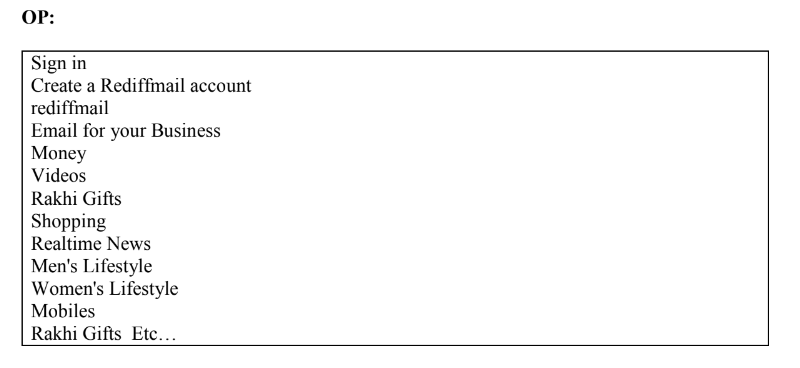 OP:
Sign in
Create a Rediffmail account
rediffmail
Email for your Business
Money
Videos
Rakhi Gifts
Shopping
Realtime News
Men's Lifestyle
Women's Lifestyle
Mobiles
Rakhi Gifts  Etc…